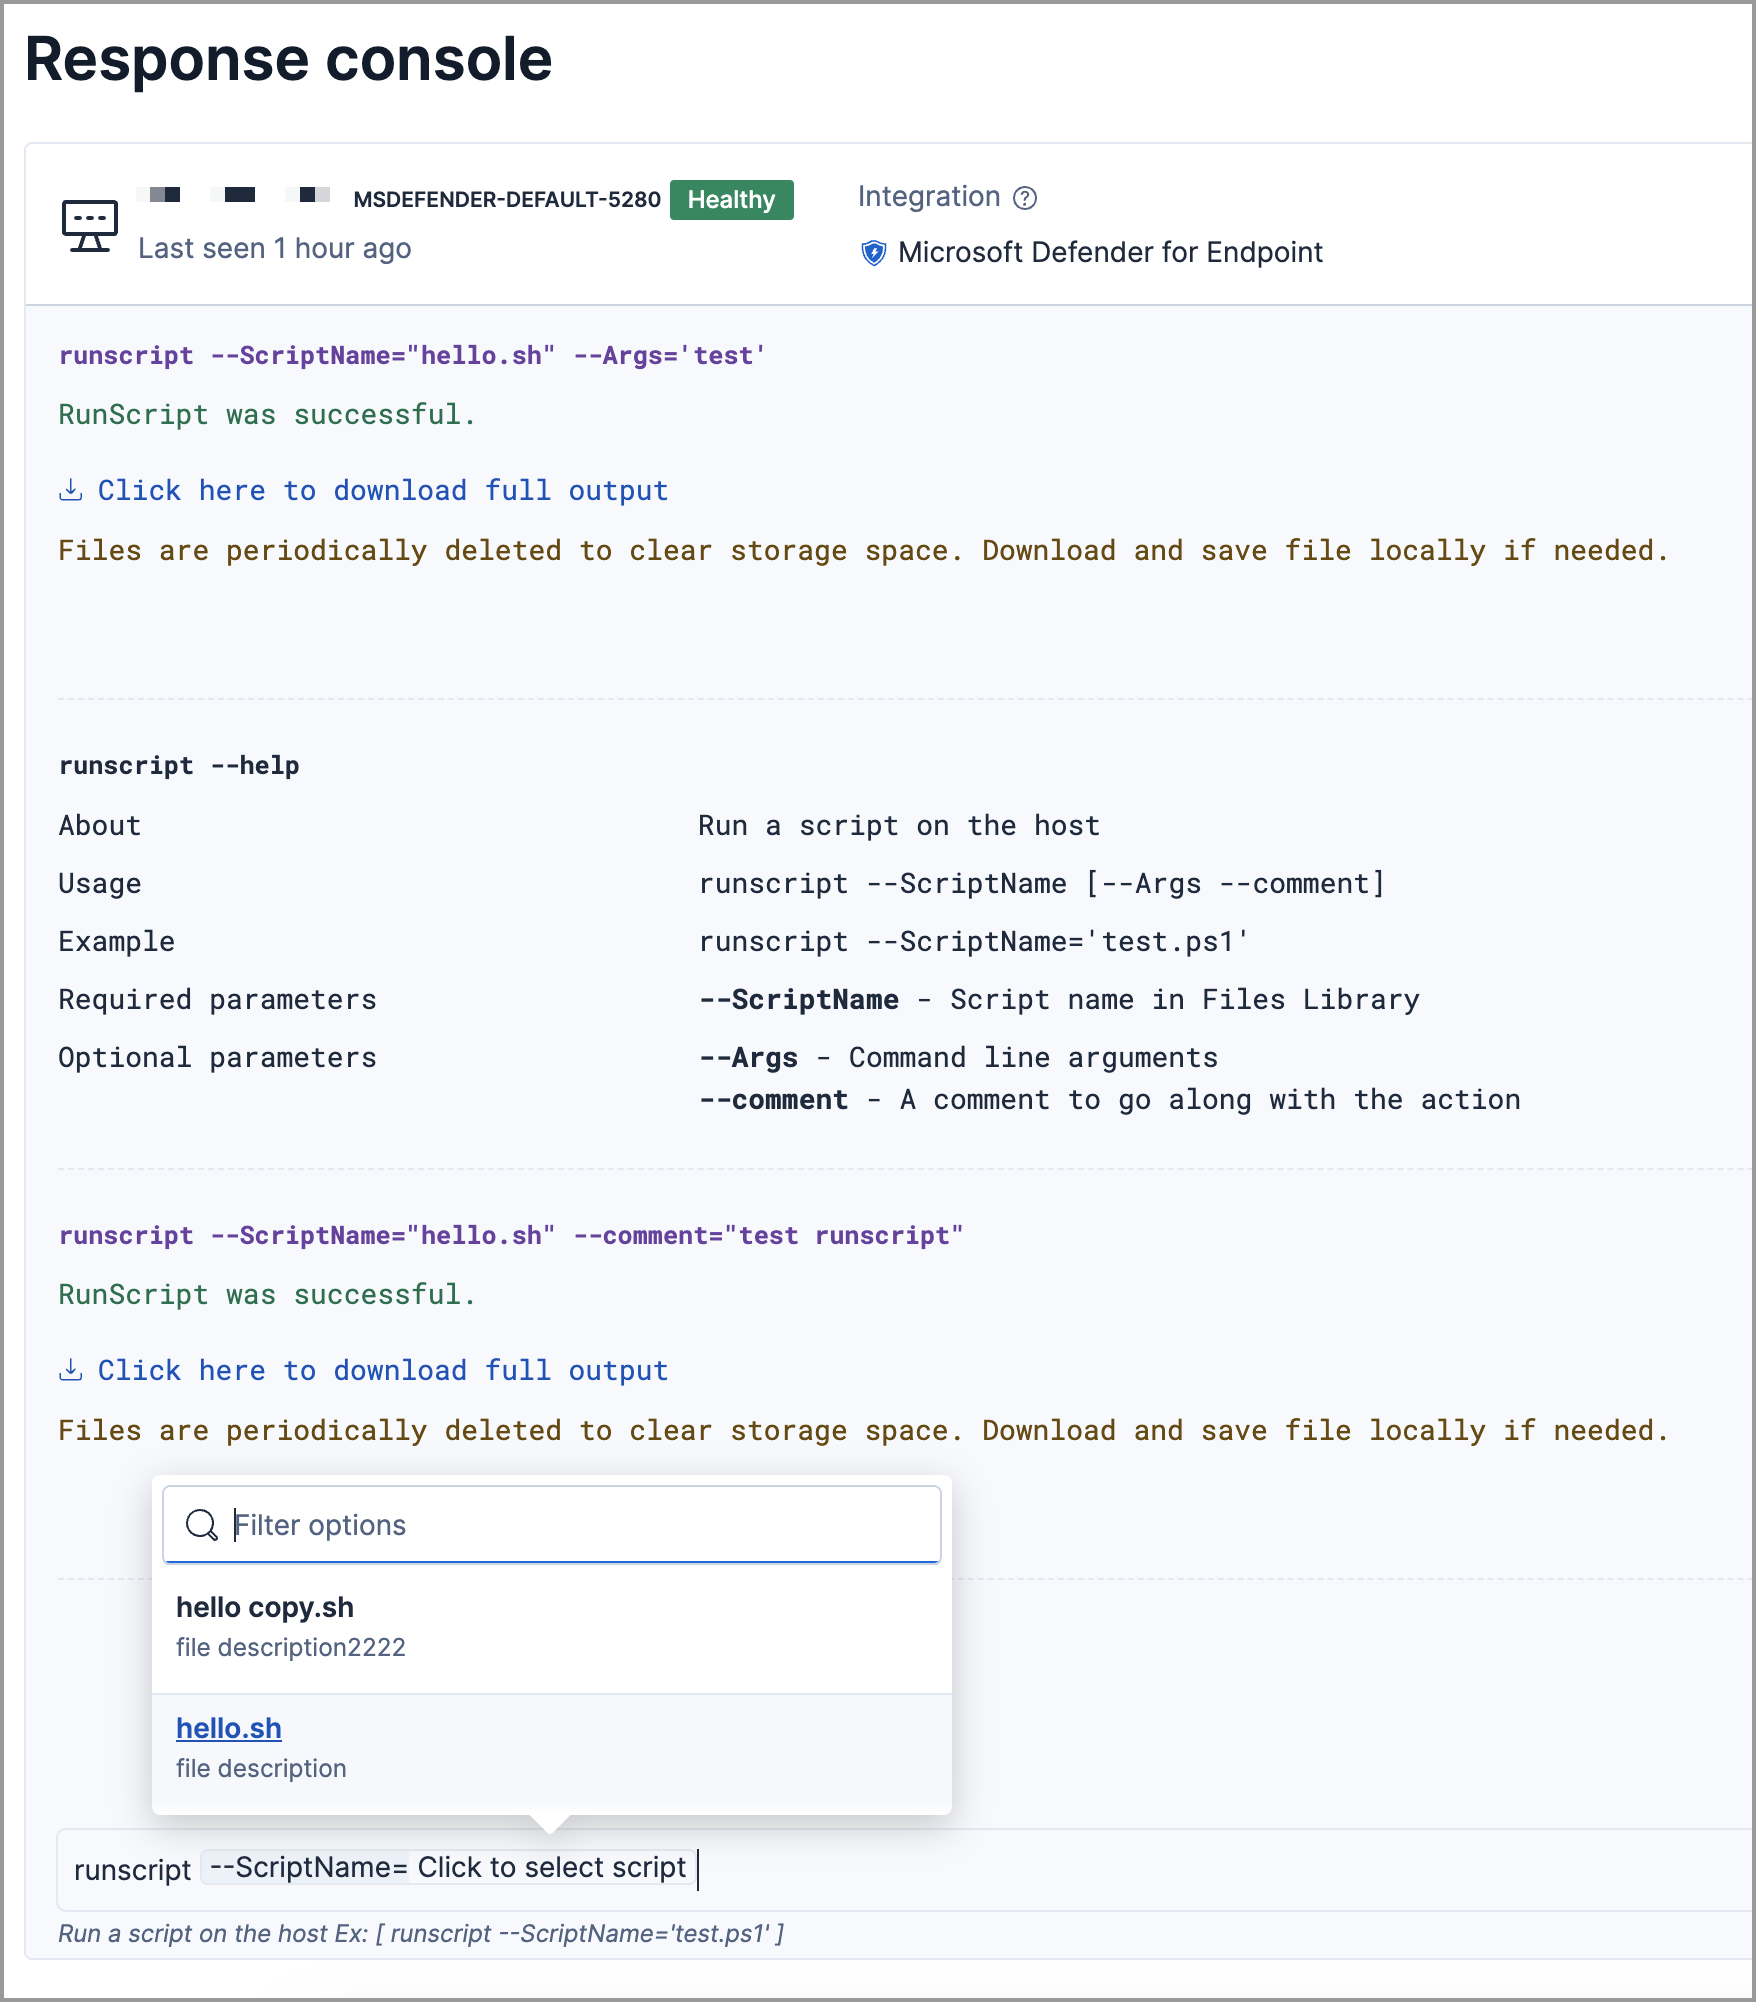 Response console
MSDEFENDER-DEFAULT-5280 Healthy
Last seen 1 hour ago
Integration
Microsoft Defender for Endpoint
runscript --ScriptName="hello.sh" --Args='test'
RunScript was successful.
Click here to download full output
Files are periodically deleted to clear storage space. Download and save file locally if needed.
runscript --help
About Run a script on the host
Usage runscript --ScriptName [--Args --comment]
Example runscript --ScriptName='test.ps1'
Required parameters --ScriptName - Script name in Files Library
Optional parameters --Args - Command line arguments
--comment - A comment to go along with the action
runscript --ScriptName="hello.sh" --comment="test runscript"
RunScript was successful.
Click here to download full output
Files are periodically deleted to clear storage space. Download and save file locally if needed.
Filter options
hello copy.sh
file description2222
hello.sh
file description
runscript --ScriptName= Click to select script
Run a script on the host Ex: [ runscript --ScriptName='test.ps1' ]